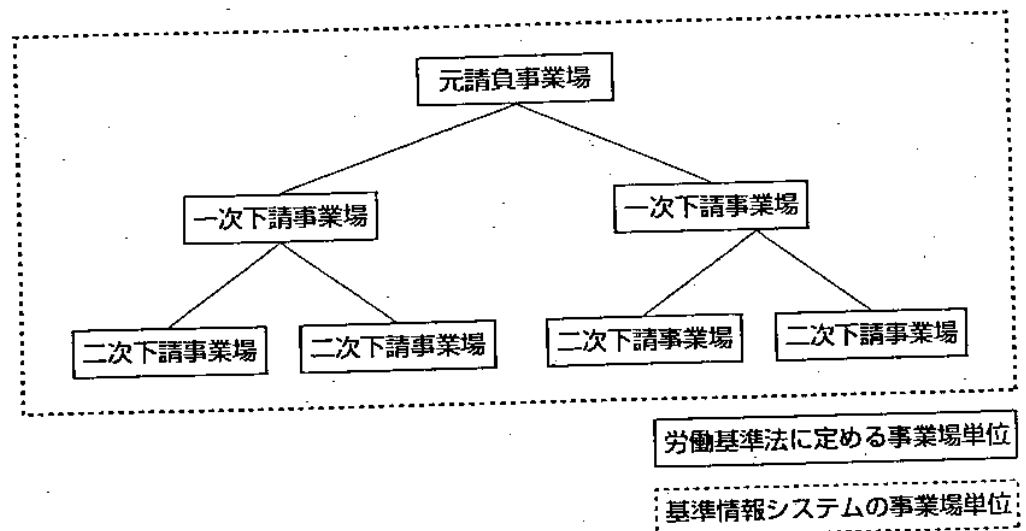 元請負事業場
一次下請事業場
一次下請事業場
二次下請事業場
二次下請事業場
二次下請事業場
二次下請事業場
労働基準法に定める事業場単位
基準情報システムの事業場単位